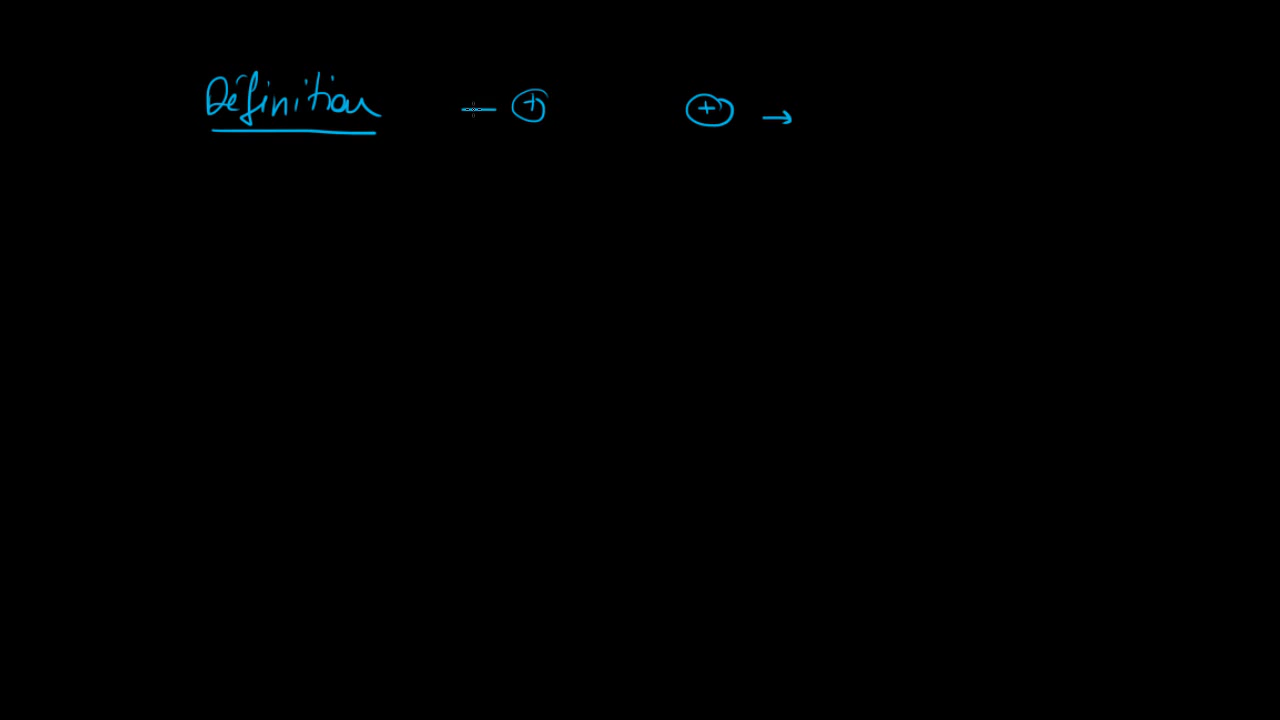 Définition — ⊕ ⊕ →